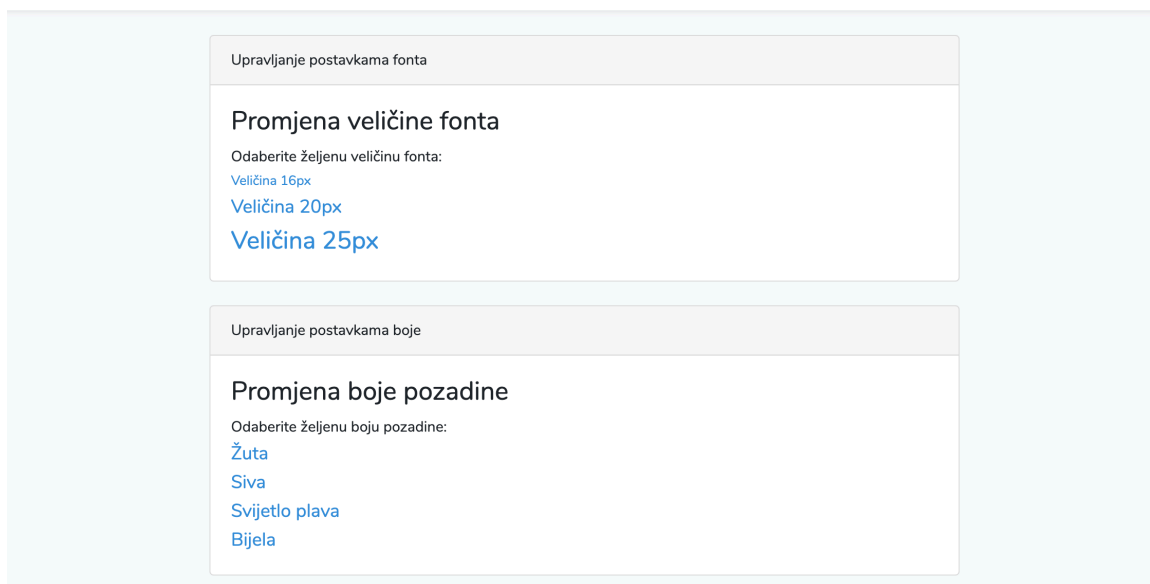 Upravljanje postavkama fonta
Promjena veličine fonta
Odaberite željenu veličinu fonta:
Veličina 16px
Veličina 20px
Veličina 25px
Upravljanje postavkama boje
Promjena boje pozadine
Odaberite željenu boju pozadine:
Žuta
Siva
Svijetlo plava
Bijela